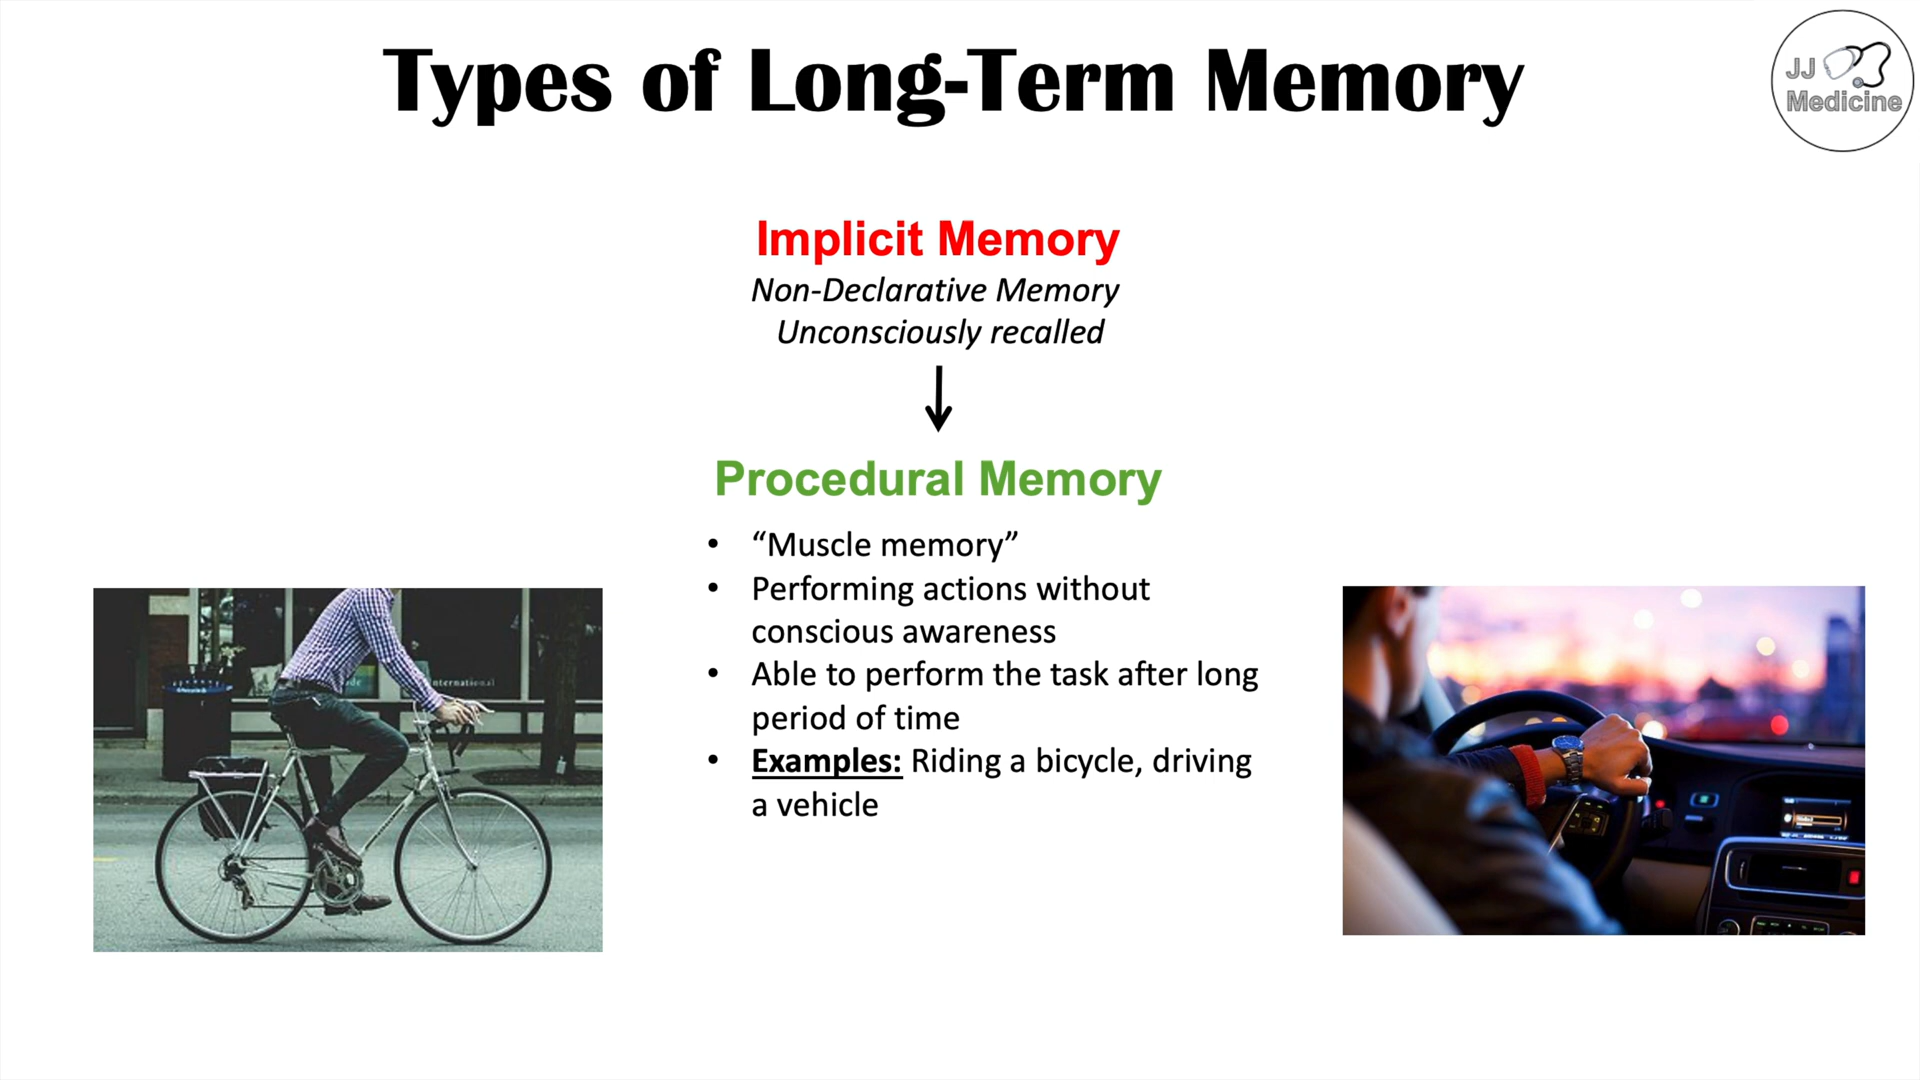 Types of Long-Term Memory
JJ
Medicine
Implicit Memory
Non-Declarative Memory
Unconsciously recalled
Procedural Memory
• “Muscle memory”
• Performing actions without
conscious awareness
• Able to perform the task after long
period of time
• Examples: Riding a bicycle, driving
a vehicle